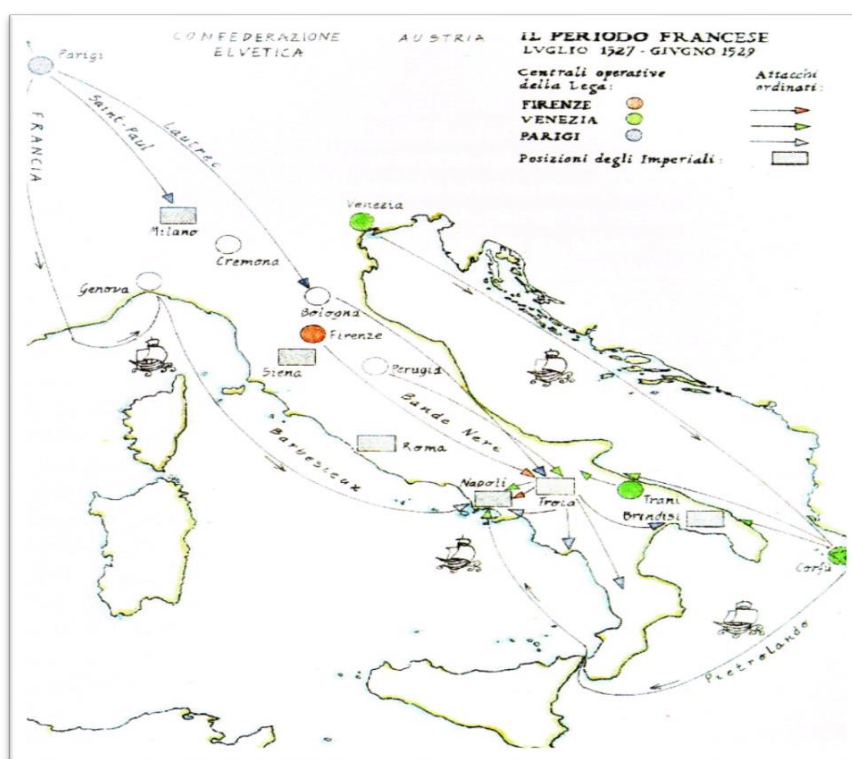 CONFEDERAZIONE
ELVETICA
AUSTRIA
IL PERIODO FRANCESE
LUGLIO 1527 - GIUGNO 1529
Centrali operative
della Lega:
Attacchi
ordinati:
FIRENZE
VENEZIA
PARIGI
Posizioni degli Imperiali:
Parigi
FRANCIA
Saint-Paul
Lautrec
Milano
Cremona
Venezia
Genova
Bologna
Firenze
Siena
Perugia
Bande Nere
Barbesieux
Roma
Napoli
Troia
Trani
Brindisi
Corfù
Pietrolando